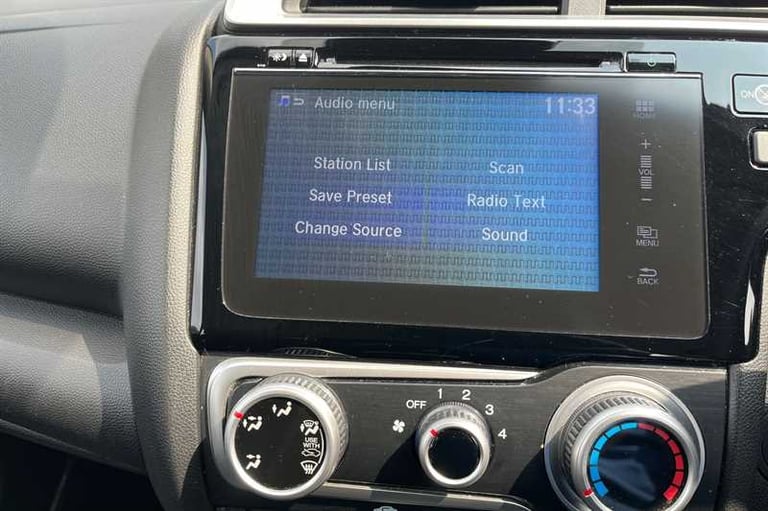 Audio menu 11:33
Station List Scan
Save Preset Radio Text
Change Source Sound
ON
HOME
+
VOL
−
MENU
BACK
OFF 1 2 3 4
USE
WITH